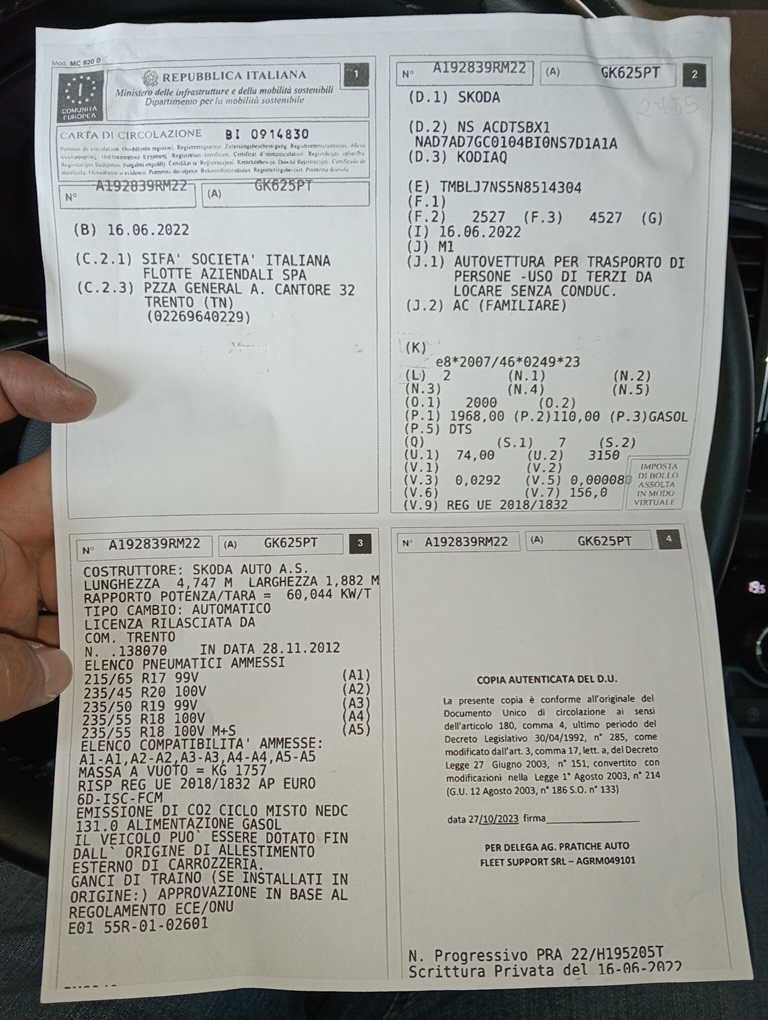 Mod. MC 820 D
REPUBBLICA ITALIANA
1
Ministero delle infrastrutture e della mobilità sostenibili
Dipartimento per la mobilità sostenibile
I
COMUNITÀ
EUROPEA
CARTA DI CIRCOLAZIONE BI 0914830
N° A192839RM22 (A) GK625PT
(B) 16.06.2022
(C.2.1) SIFA' SOCIETA' ITALIANA
FLOTTE AZIENDALI SPA
(C.2.3) PZZA GENERAL A. CANTORE 32
TRENTO (TN)
(02269640229)
N° A192839RM22 (A) GK625PT 2
(D.1) SKODA
(D.2) NS ACDTSBX1
NAD7AD7GC0104BI0NS7D1A1A
(D.3) KODIAQ
(E) TMBLJ7NS5N8514304
(F.1)
(F.2) 2527 (F.3) 4527 (G)
(I) 16.06.2022
(J) M1
(J.1) AUTOVETTURA PER TRASPORTO DI
PERSONE -USO DI TERZI DA
LOCARE SENZA CONDUC.
(J.2) AC (FAMILIARE)
(K)
e8*2007/46*0249*23
(L) 2 (N.1) (N.2)
(N.3) (N.4) (N.5)
(O.1) 2000 (O.2)
(P.1) 1968,00 (P.2)110,00 (P.3)GASOL
(P.5) DTS
(Q) (S.1) 7 (S.2)
(U.1) 74,00 (U.2) 3150
(V.1) (V.2)
(V.3) 0,0292 (V.5) 0,000080
(V.6) (V.7) 156,0
(V.9) REG UE 2018/1832
IMPOSTA
DI BOLLO
ASSOLTA
IN MODO
VIRTUALE
N° A192839RM22 (A) GK625PT 3
COSTRUTTORE: SKODA AUTO A.S.
LUNGHEZZA 4,747 M LARGHEZZA 1,882 M
RAPPORTO POTENZA/TARA = 60,044 KW/T
TIPO CAMBIO: AUTOMATICO
LICENZA RILASCIATA DA
COM. TRENTO
N. .138070 IN DATA 28.11.2012
ELENCO PNEUMATICI AMMESSI
215/65 R17 99V (A1)
235/45 R20 100V (A2)
235/50 R19 99V (A3)
235/55 R18 100V (A4)
235/55 R18 100V M+S (A5)
ELENCO COMPATIBILITA' AMMESSE:
A1-A1,A2-A2,A3-A3,A4-A4,A5-A5
MASSA A VUOTO = KG 1757
RISP REG UE 2018/1832 AP EURO
6D-ISC-FCM
EMISSIONE DI CO2 CICLO MISTO NEDC
131.0 ALIMENTAZIONE GASOL
IL VEICOLO PUO` ESSERE DOTATO FIN
DALL` ORIGINE DI ALLESTIMENTO
ESTERNO DI CARROZZERIA.
GANCI DI TRAINO (SE INSTALLATI IN
ORIGINE:) APPROVAZIONE IN BASE AL
REGOLAMENTO ECE/ONU
E01 55R-01-02601
N° A192839RM22 (A) GK625PT 4
COPIA AUTENTICATA DEL D.U.
La presente copia è conforme all'originale del
Documento Unico di circolazione ai sensi
dell'articolo 180, comma 4, ultimo periodo del
Decreto Legislativo 30/04/1992, n° 285, come
modificato dall'art. 3, comma 17, lett. a, del Decreto
Legge 27 Giugno 2003, n° 151, convertito con
modificazioni nella Legge 1° Agosto 2003, n° 214
(G.U. 12 Agosto 2003, n° 186 S.O. n° 133)
data 27/10/2023 firma
PER DELEGA AG. PRATICHE AUTO
FLEET SUPPORT SRL – AGRM049101
N. Progressivo PRA 22/H195205T
Scrittura Privata del 16-06-2022